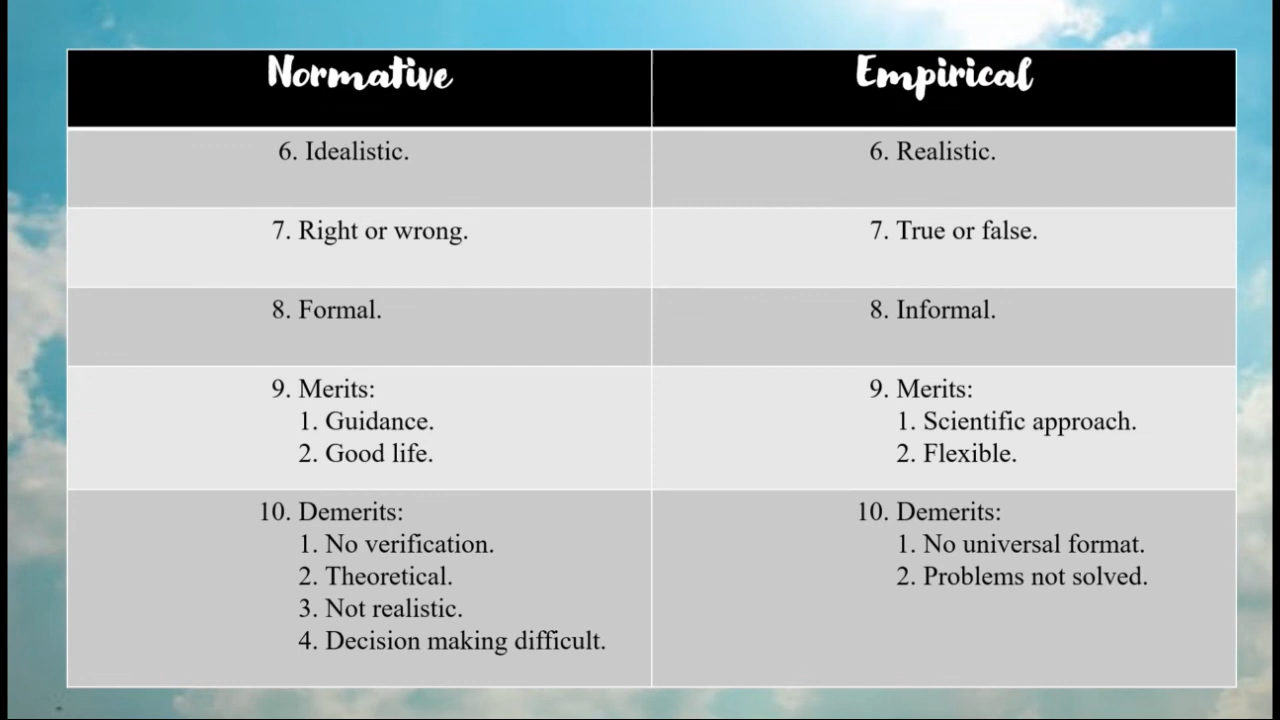 Normative
Empirical
6. Idealistic.
6. Realistic.
7. Right or wrong.
7. True or false.
8. Formal.
8. Informal.
9. Merits:
1. Guidance.
2. Good life.
9. Merits:
1. Scientific approach.
2. Flexible.
10. Demerits:
1. No verification.
2. Theoretical.
3. Not realistic.
4. Decision making difficult.
10. Demerits:
1. No universal format.
2. Problems not solved.